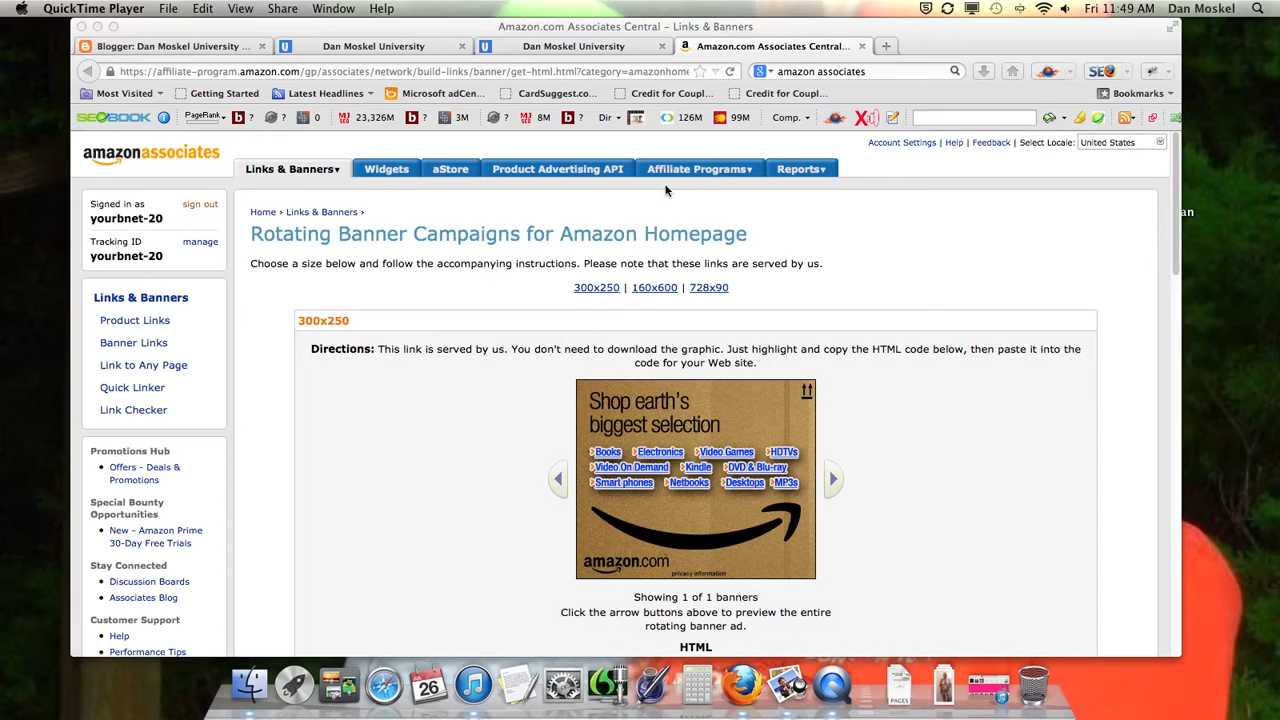 QuickTime Player File Edit View Share Window Help Fri 11:49 AM Dan Moskel
Amazon.com Associates Central – Links & Banners
Blogger: Dan Moskel University ... Dan Moskel University Dan Moskel University Amazon.com Associates Central...
https://affiliate-program.amazon.com/gp/associates/network/build-links/banner/get-html.html?category=amazonhom amazon associates
Most Visited Getting Started Latest Headlines Microsoft adCen... CardSuggest.co... Credit for Coupl... Credit for Coupl... Bookmarks
SEOBOOK PageRank ? ? 0 MJ 23,326M ? 3M ? MJ 8M ? Dir 126M 99M Comp.
amazonassociates
Account Settings | Help | Feedback | Select Locale: United States
Links & Banners Widgets aStore Product Advertising API Affiliate Programs Reports
Signed in as sign out
yourbnet-20
Tracking ID manage
yourbnet-20
Links & Banners
Product Links
Banner Links
Link to Any Page
Quick Linker
Link Checker
Promotions Hub
Offers - Deals &
Promotions
Special Bounty
Opportunities
New - Amazon Prime
30-Day Free Trials
Stay Connected
Discussion Boards
Associates Blog
Customer Support
Help
Performance Tips
Home › Links & Banners ›
Rotating Banner Campaigns for Amazon Homepage
Choose a size below and follow the accompanying instructions. Please note that these links are served by us.
300x250 | 160x600 | 728x90
300x250
Directions: This link is served by us. You don't need to download the graphic. Just highlight and copy the HTML code below, then paste it into the
code for your Web site.
Shop earth's
biggest selection
Books Electronics Video Games HDTVs
Video On Demand Kindle DVD & Blu-ray
Smart phones Netbooks Desktops MP3s
amazon.com
privacy information
Showing 1 of 1 banners
Click the arrow buttons above to preview the entire
rotating banner ad.
HTML
an
26
PAGES